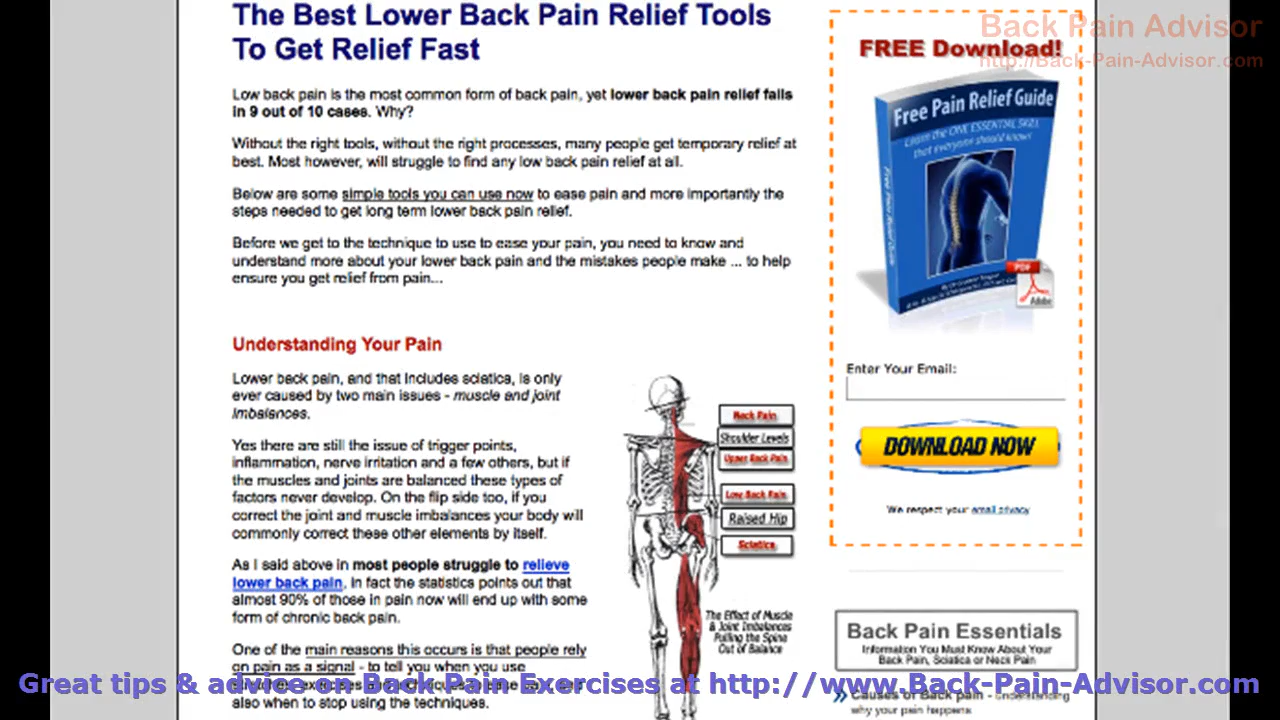 The Best Lower Back Pain Relief Tools
To Get Relief Fast
Low back pain is the most common form of back pain, yet lower back pain relief fails
in 9 out of 10 cases. Why?
Without the right tools, without the right processes, many people get temporary relief at
best. Most however, will struggle to find any low back pain relief at all.
Below are some simple tools you can use now to ease pain and more importantly the
steps needed to get long term lower back pain relief.
Before we get to the technique to use to ease your pain, you need to know and
understand more about your lower back pain and the mistakes people make ... to help
ensure you get relief from pain...
Understanding Your Pain
Lower back pain, and that includes sciatica, is only
ever caused by two main issues - muscle and joint
imbalances.
Yes there are still the issue of trigger points,
inflammation, nerve irritation and a few others, but if
the muscles and joints are balanced these types of
factors never develop. On the flip side too, if you
correct the joint and muscle imbalances your body will
commonly correct these other elements by itself.
As I said above in most people struggle to relieve
lower back pain. In fact the statistics points out that
almost 90% of those in pain now will end up with some
form of chronic back pain.
One of the main reasons this occurs is that people rely
on pain as a signal - to tell you when you use
also when to stop using the techniques.
Neck Pain
Shoulder Levels
Upper Back Pain
Low Back Pain
Raised Hip
Sciatica
The Effect of Muscle
& Joint Imbalances
Pulling the Spine
Out of Balance
Back Pain Advisor
http://Back-Pain-Advisor.com
FREE Download!
Free Pain Relief Guide
Learn the ONE ESSENTIAL SKILL
that everyone should know
Free Pain Relief Guide
PDF
Adobe
Enter Your Email:
DOWNLOAD NOW
We respect your email privacy
Back Pain Essentials
Information You Must Know About Your
Back Pain, Sciatica or Neck Pain
Causes of Back pain - understanding
why your pain happens
Great tips & advice on Back Pain Exercises at http://www.Back-Pain-Advisor.com